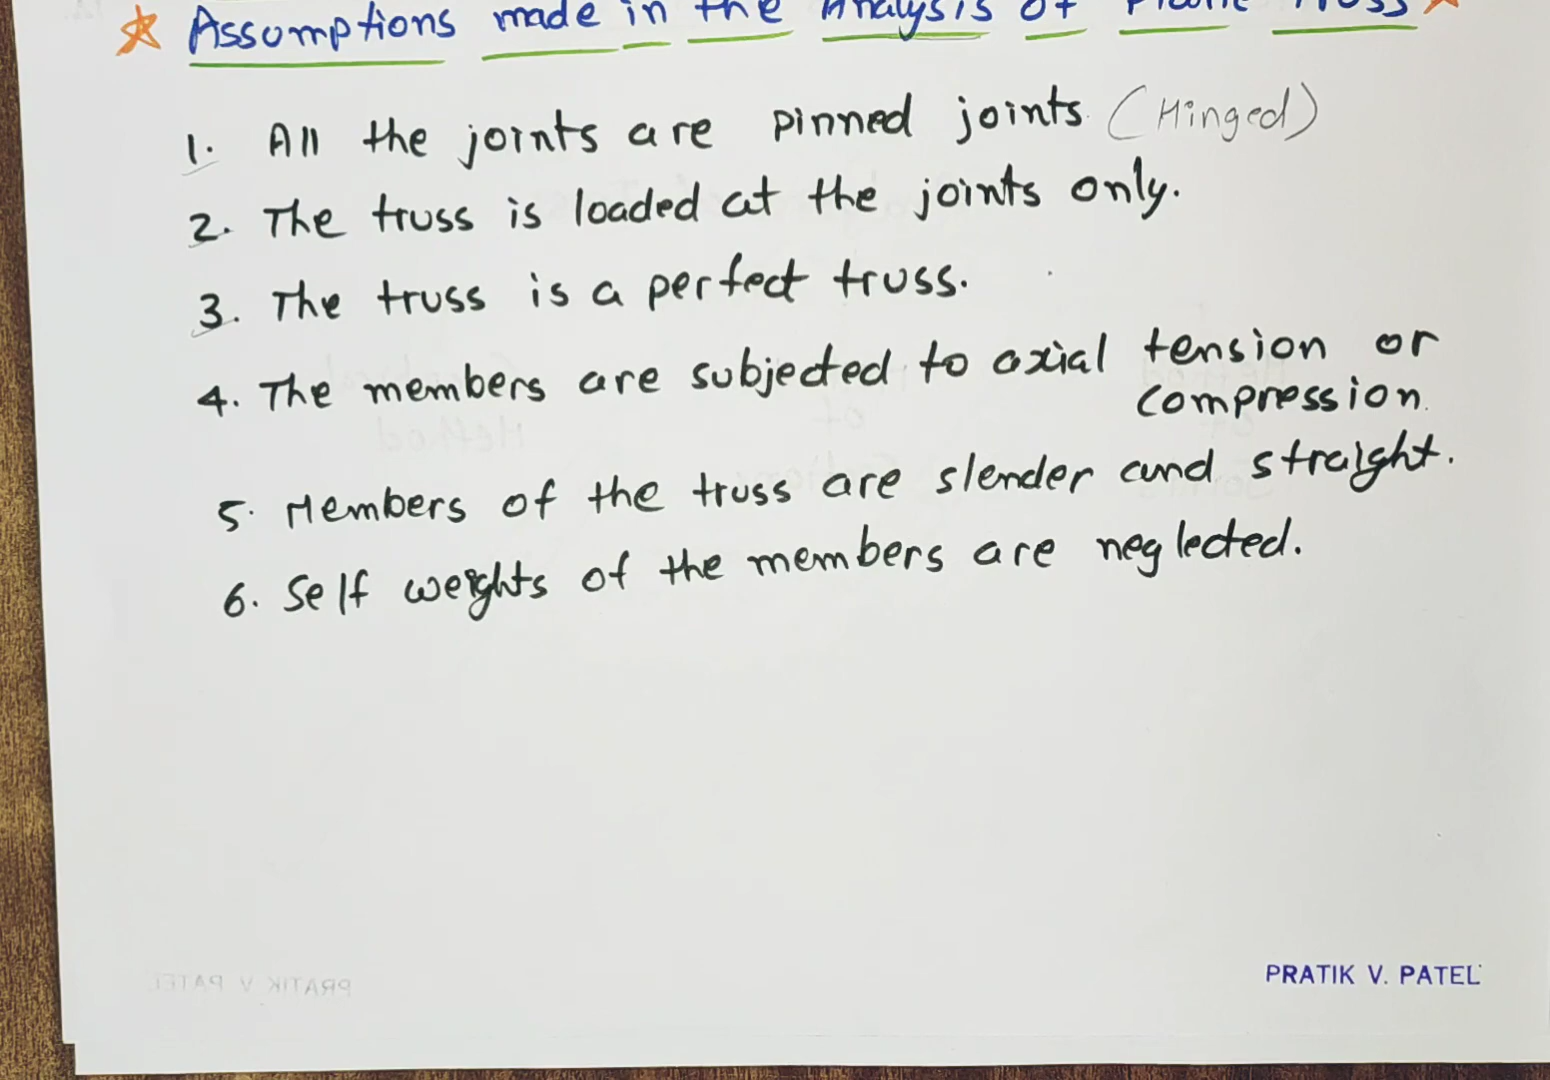 Assumptions made in the Analysis of Plane Truss
1. All the joints are pinned joints (Hinged)
2. The truss is loaded at the joints only.
3. The truss is a perfect truss.
4. The members are subjected to axial tension or
compression.
5. Members of the truss are slender and straight.
6. Self weights of the members are neglected.
PRATIK V. PATEL